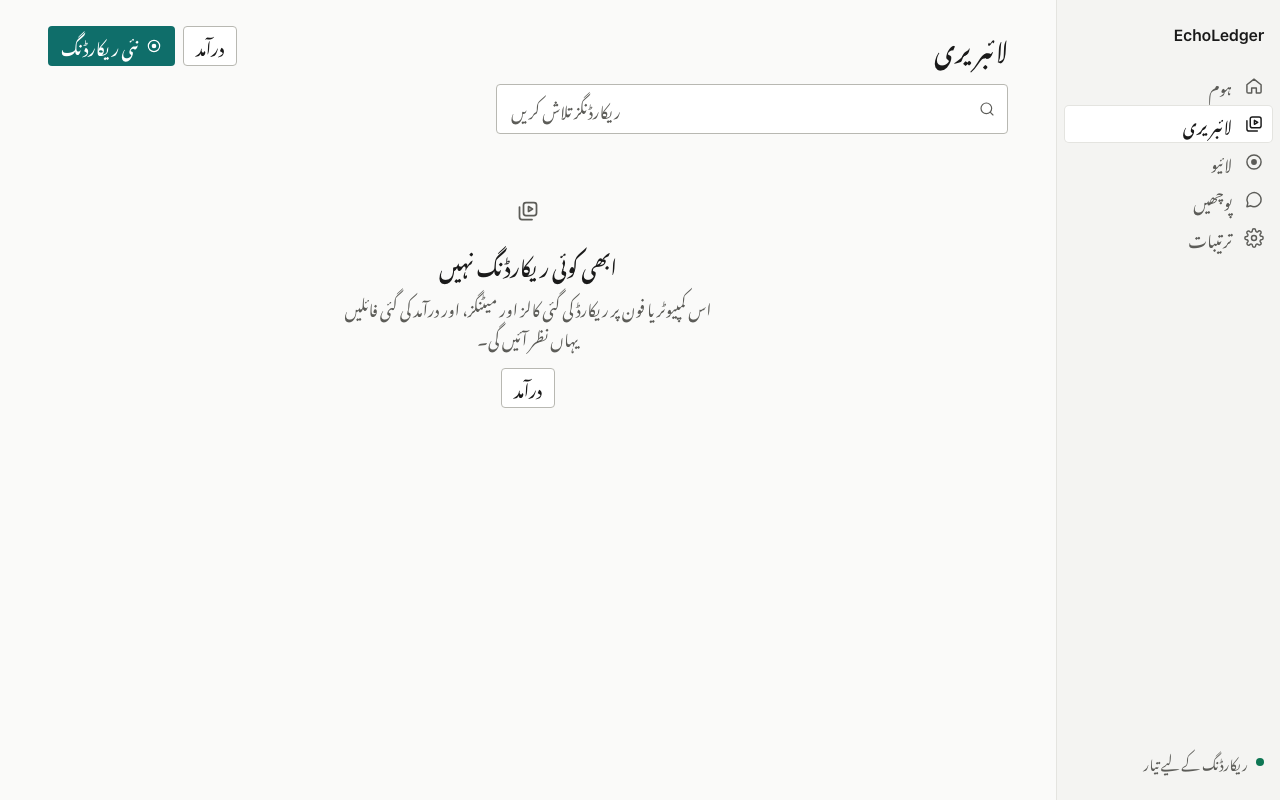 EchoLedger
ہوم
لائبریری
لائیو
پوچھیں
ترتیبات
ریکارڈنگ کے لیے تیار
لائبریری
درآمد
نئی ریکارڈنگ
ریکارڈنگز تلاش کریں
ابھی کوئی ریکارڈنگ نہیں
اس کمپیوٹر یا فون پر ریکارڈ کی گئی کالز اور میٹنگز، اور درآمد کی گئی فائلیں
یہاں نظر آئیں گی۔
درآمد